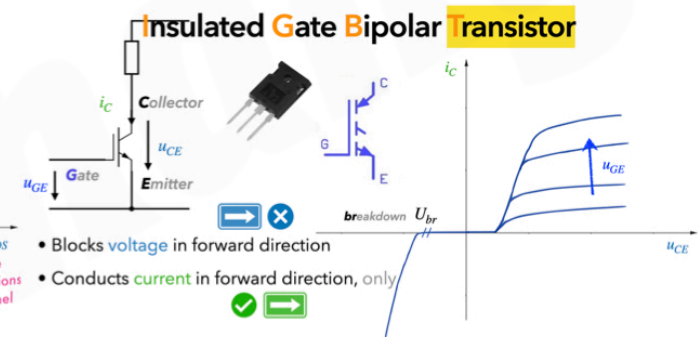 Insulated Gate Bipolar Transistor
iC
Collector
uCE
Gate
uGE
Emitter
C
G
E
iC
uGE
breakdown Ubr
uCE
• Blocks voltage in forward direction
• Conducts current in forward direction, only